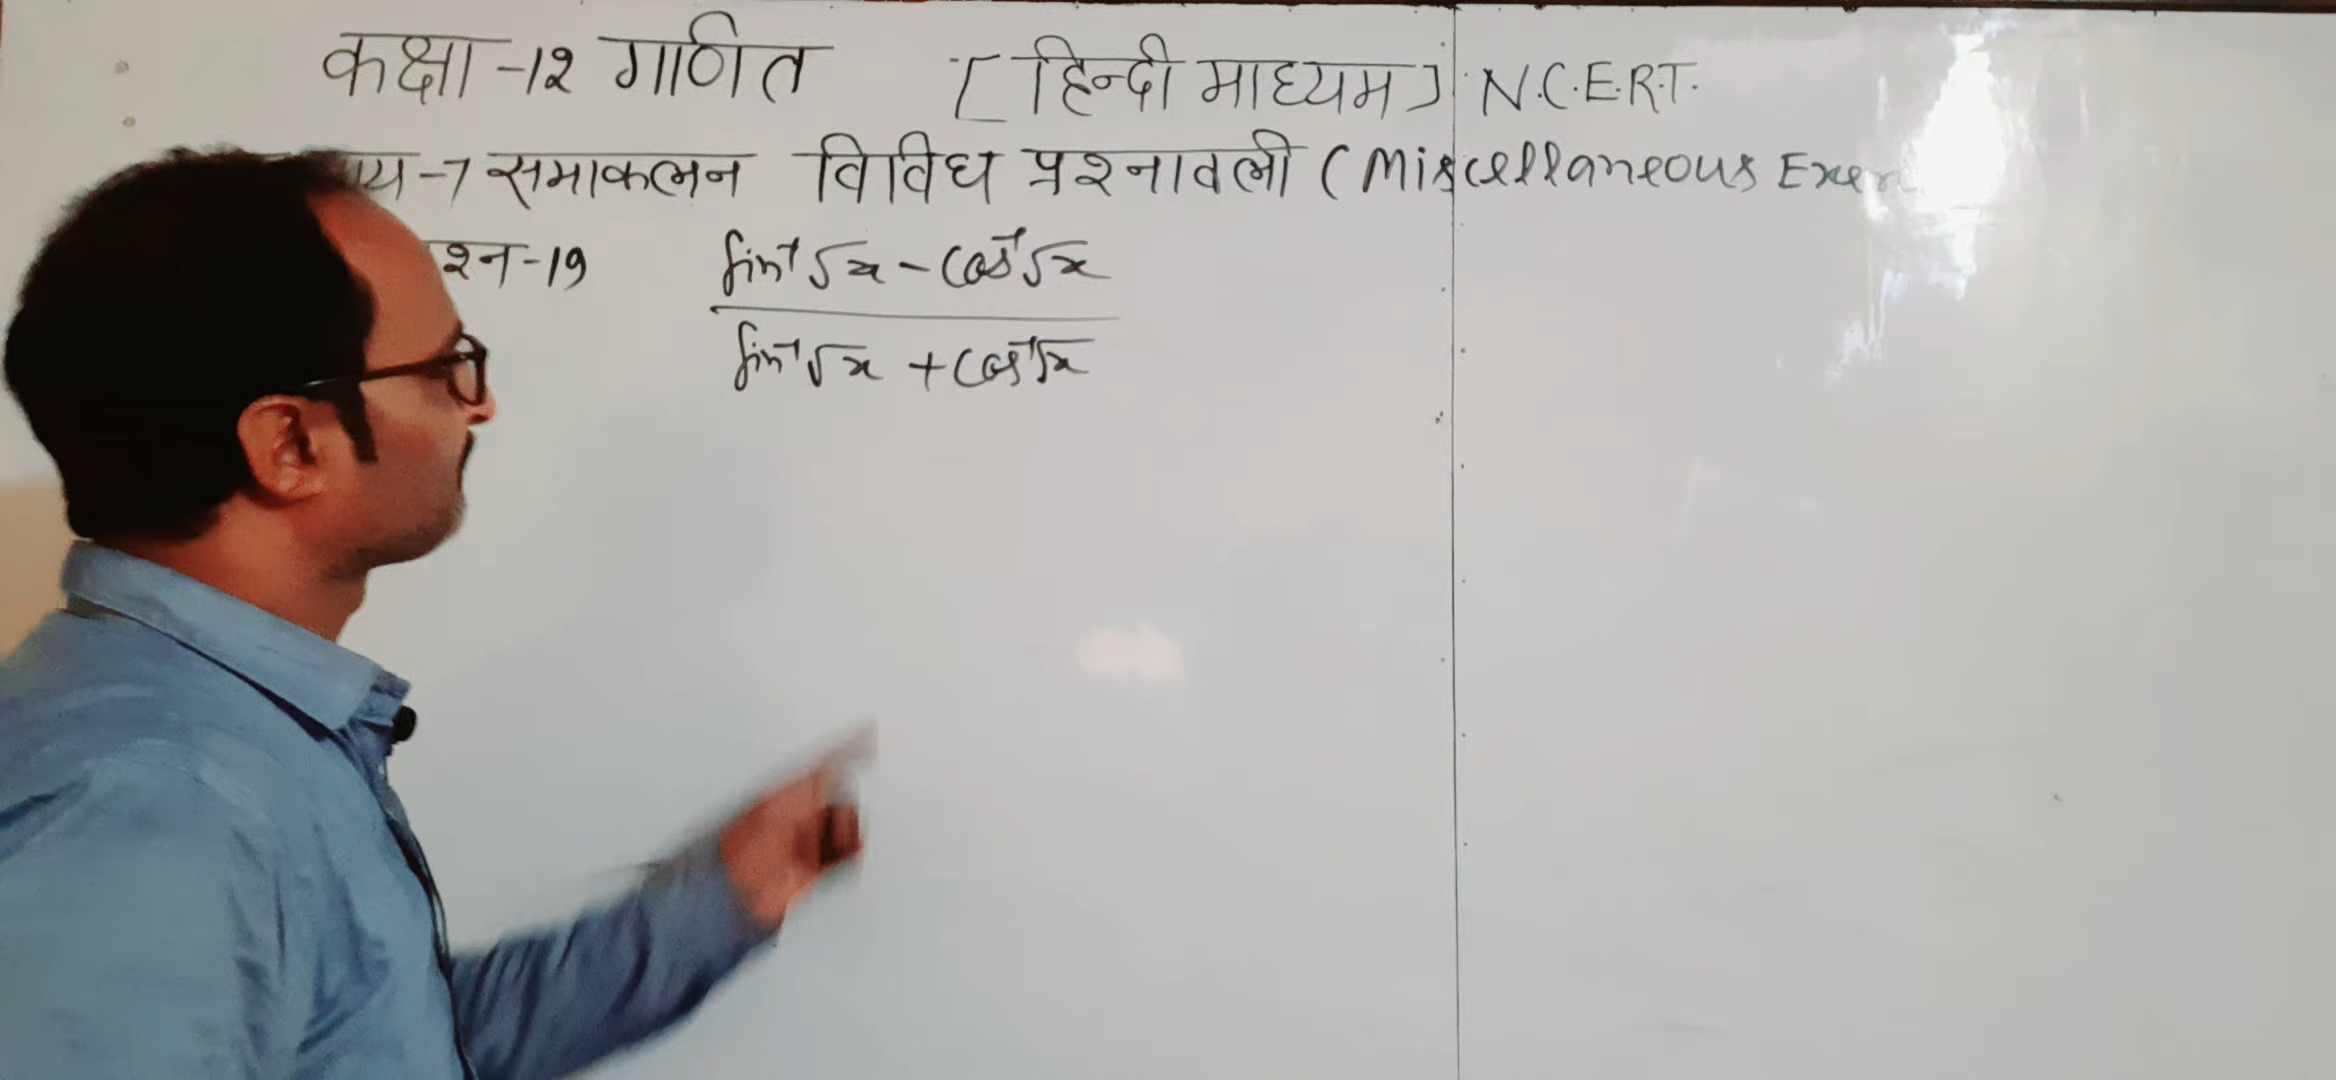 कक्षा -12 गणित [हिन्दी माध्यम] N.C.E.R.T.
-7 समाकलन विविध प्रश्नावली (Miscellaneous
-19 sin⁻¹√x - cos⁻¹√x
sin⁻¹√x + cos⁻¹√x